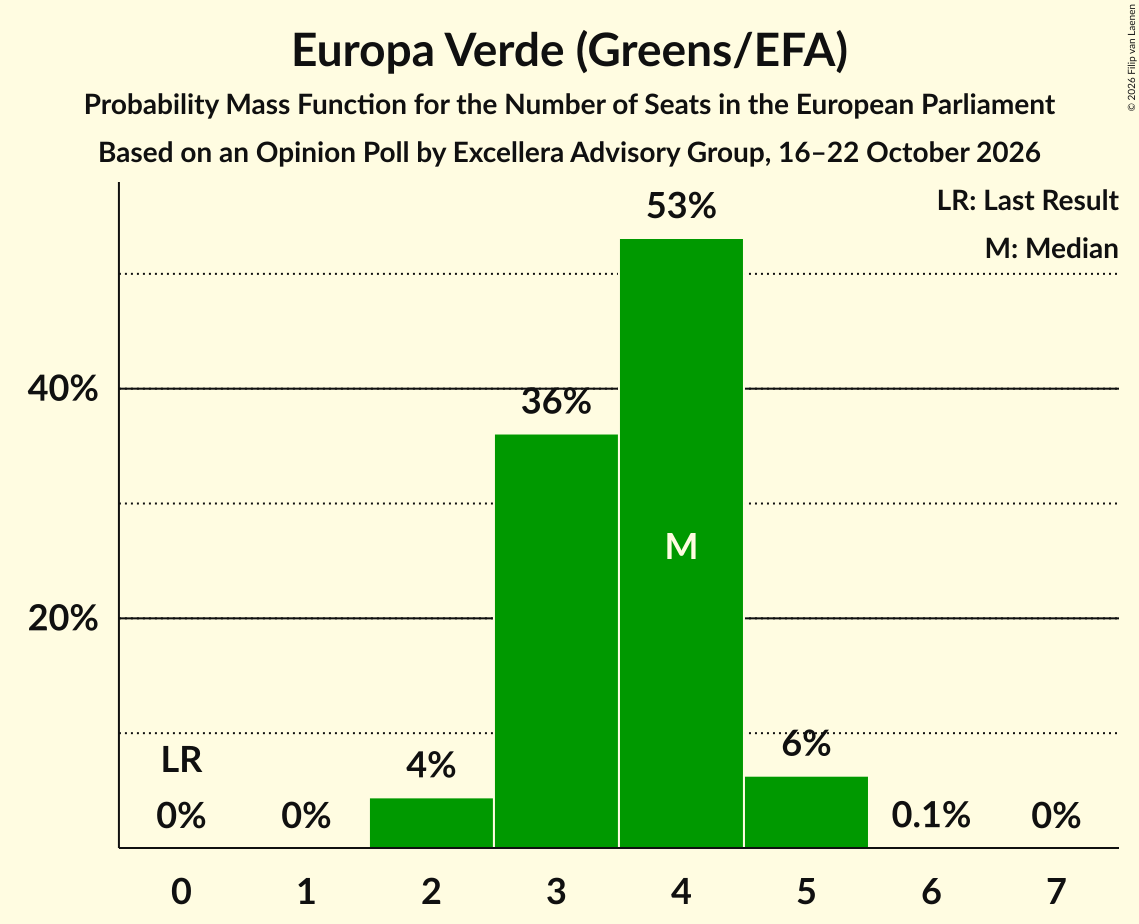 Europa Verde (Greens/EFA)
Probability Mass Function for the Number of Seats in the European Parliament
Based on an Opinion Poll by Excellera Advisory Group, 16–22 October 2026
© 2026 Filip van Laenen
LR: Last Result
M: Median
53%
40%
36%
M
20%
LR
0%
0%
4%
6%
0.1%
0%
0
1
2
3
4
5
6
7